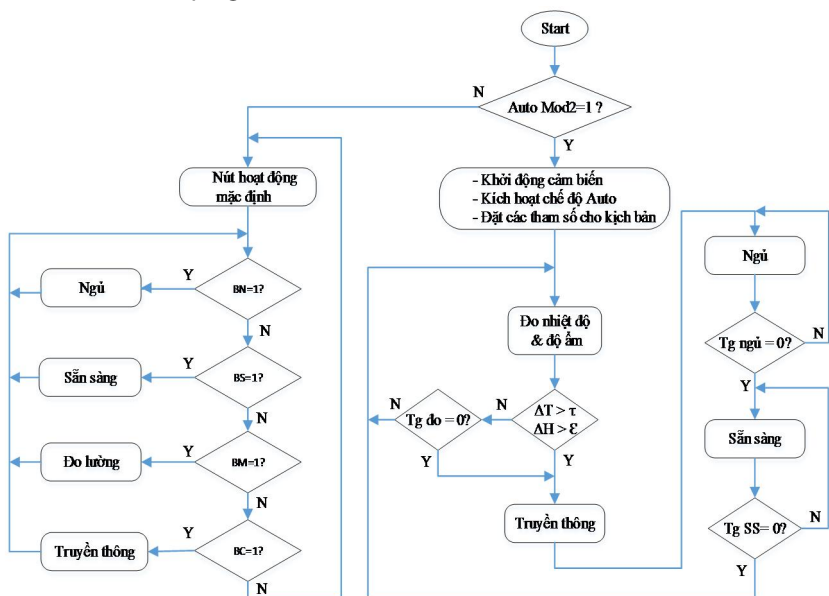 Start
Auto Mod2=1 ?
N
Y
Nút hoạt động
mặc định
- Khởi động cảm biến
- Kích hoạt chế độ Auto
- Đặt các tham số cho kịch bản
BN=1?
Y
Ngủ
N
BS=1?
Y
Sẵn sàng
N
BM=1?
Y
Đo lường
N
BC=1?
Y
Truyền thông
N
Đo nhiệt độ
& độ ẩm
ΔT > τ
ΔH > Ɛ
N
Y
Tg đo = 0?
N
Y
Truyền thông
Ngủ
Tg ngủ = 0?
N
Y
Sẵn sàng
Tg SS= 0?
N
Y